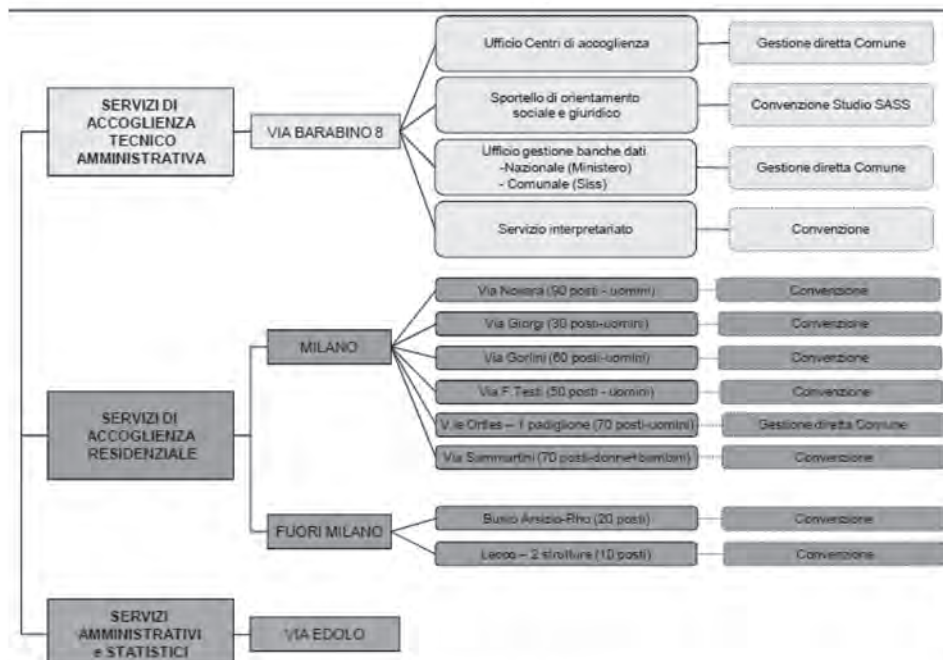 SERVIZI DI
ACCOGLIENZA
TECNICO
AMMINISTRATIVA
VIA BARABINO 8
Ufficio Centri di accoglienza
Gestione diretta Comune
Sportello di orientamento
sociale e giuridico
Convenzione Studio SASS
Ufficio gestione banche dati
-Nazionale (Ministero)
- Comunale (Siss)
Gestione diretta Comune
Servizio interpretariato
Convenzione
SERVIZI DI
ACCOGLIENZA
RESIDENZIALE
MILANO
Via Novara (90 posti - uomini)
Convenzione
Via Giorgi (30 posti-uomini)
Convenzione
Via Gorlini (60 posti-uomini)
Convenzione
Via F.Testi (50 posti - uomini)
Convenzione
V.le Ortles – 1 padiglione (70 posti-uomini)
Gestione diretta Comune
Via Sammartini (70 posti-donne+bambini)
Convenzione
FUORI MILANO
Busto Arsizio-Rho (20 posti)
Convenzione
Lecco – 2 strutture (10 posti)
Convenzione
SERVIZI
AMMINISTRATIVI
e STATISTICI
VIA EDOLO